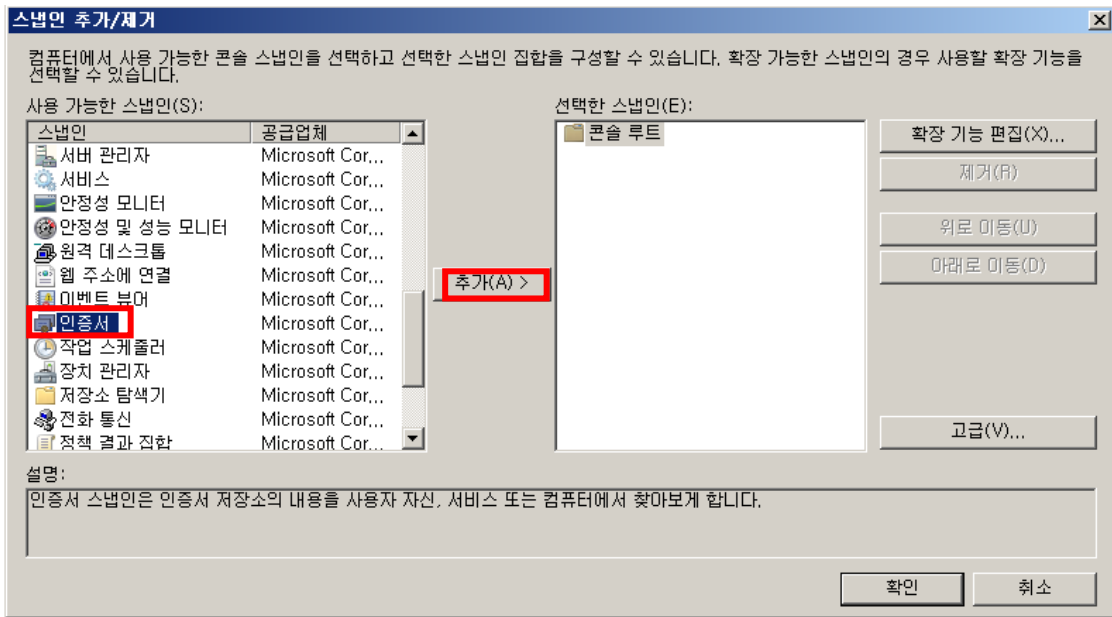 스냅인 추가/제거
컴퓨터에서 사용 가능한 콘솔 스냅인을 선택하고 선택한 스냅인 집합을 구성할 수 있습니다. 확장 가능한 스냅인의 경우 사용할 확장 기능을
선택할 수 있습니다.
사용 가능한 스냅인(S):
스냅인 공급업체
서버 관리자 Microsoft Cor...
서비스 Microsoft Cor...
안정성 모니터 Microsoft Cor...
안정성 및 성능 모니터 Microsoft Cor...
원격 데스크톱 Microsoft Cor...
웹 주소에 연결 Microsoft Cor...
이벤트 뷰어 Microsoft Cor...
인증서 Microsoft Cor...
작업 스케줄러 Microsoft Cor...
장치 관리자 Microsoft Cor...
저장소 탐색기 Microsoft Cor...
전화 통신 Microsoft Cor...
정책 결과 집합 Microsoft Cor...
추가(A) >
선택한 스냅인(E):
콘솔 루트
확장 기능 편집(X)...
제거(R)
위로 이동(U)
아래로 이동(D)
고급(V)...
설명:
인증서 스냅인은 인증서 저장소의 내용을 사용자 자신, 서비스 또는 컴퓨터에서 찾아보게 합니다.
확인
취소